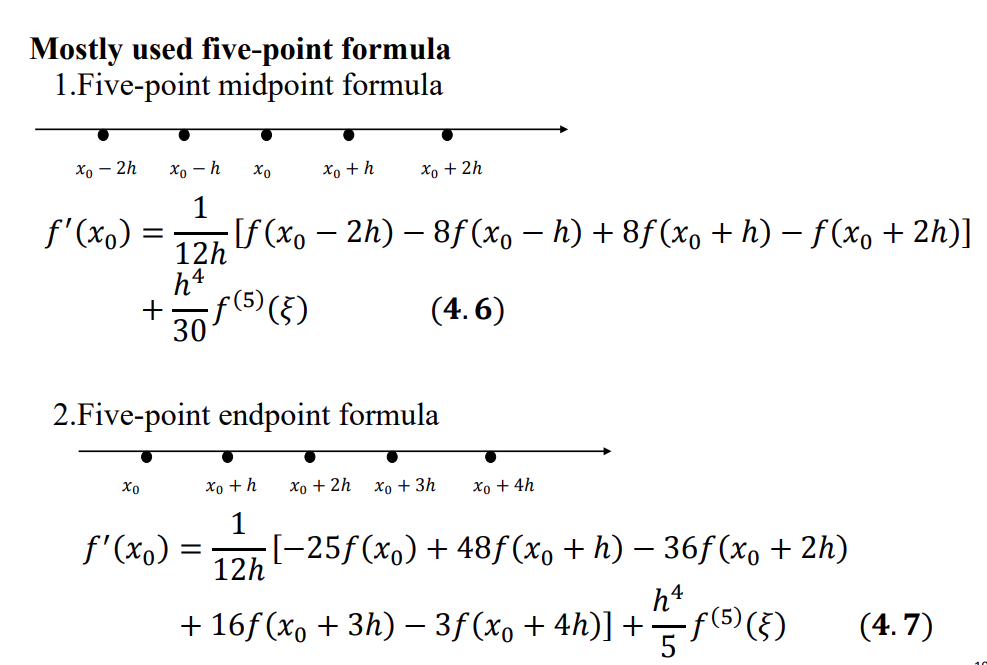 Mostly used five-point formula
1.Five-point midpoint formula
x₀ − 2h x₀ − h x₀ x₀ + h x₀ + 2h
f′(x₀) = 1/12h [f(x₀ − 2h) − 8f(x₀ − h) + 8f(x₀ + h) − f(x₀ + 2h)]
+ h⁴/30 f⁽⁵⁾(ξ) (4.6)
2.Five-point endpoint formula
x₀ x₀ + h x₀ + 2h x₀ + 3h x₀ + 4h
f′(x₀) = 1/12h [−25f(x₀) + 48f(x₀ + h) − 36f(x₀ + 2h)
+ 16f(x₀ + 3h) − 3f(x₀ + 4h)] + h⁴/5 f⁽⁵⁾(ξ) (4.7)